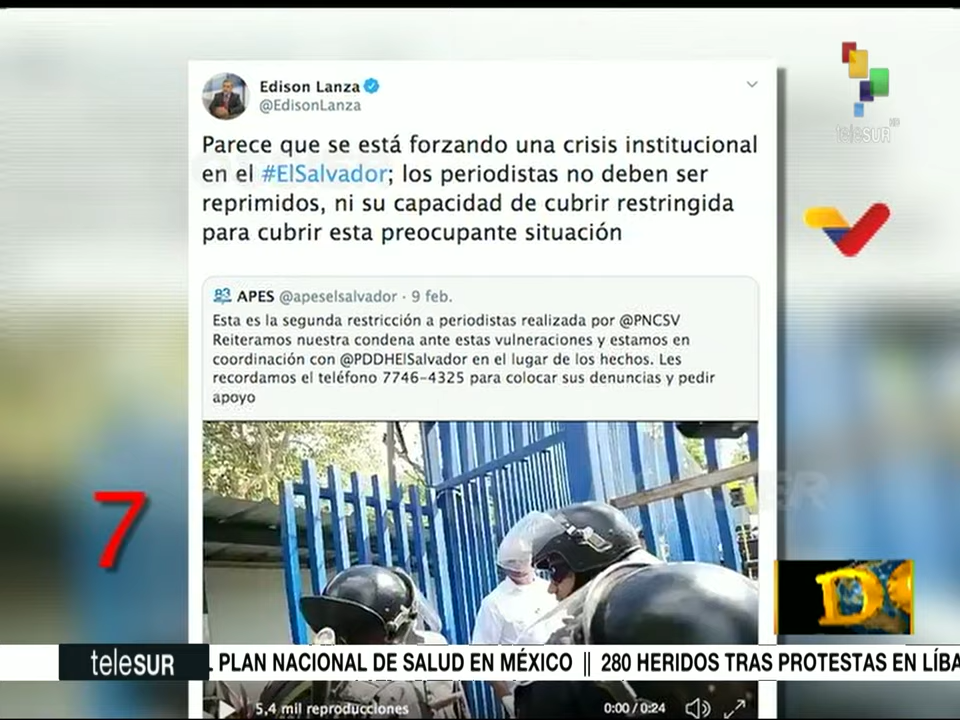 Edison Lanza
@EdisonLanza
Parece que se está forzando una crisis institucional
en el #ElSalvador; los periodistas no deben ser
reprimidos, ni su capacidad de cubrir restringida
para cubrir esta preocupante situación
APES @apeselsalvador · 9 feb.
Esta es la segunda restricción a periodistas realizada por @PNCSV
Reiteramos nuestra condena ante estas vulneraciones y estamos en
coordinación con @PDDHElSalvador en el lugar de los hechos. Les
recordamos el teléfono 7746-4325 para colocar sus denuncias y pedir
apoyo
teleSUR HD
7
teleSUR
PLAN NACIONAL DE SALUD EN MÉXICO || 280 HERIDOS TRAS PROTESTAS EN LÍBA
5,4 mil reproducciones
0:00 / 0:24